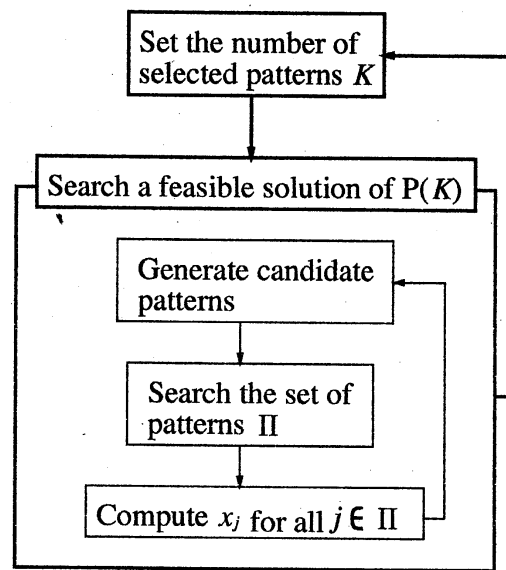 Set the number of
selected patterns K
Search a feasible solution of P(K)
Generate candidate
patterns
Search the set of
patterns Π
Compute xⱼ for all j ∈ Π